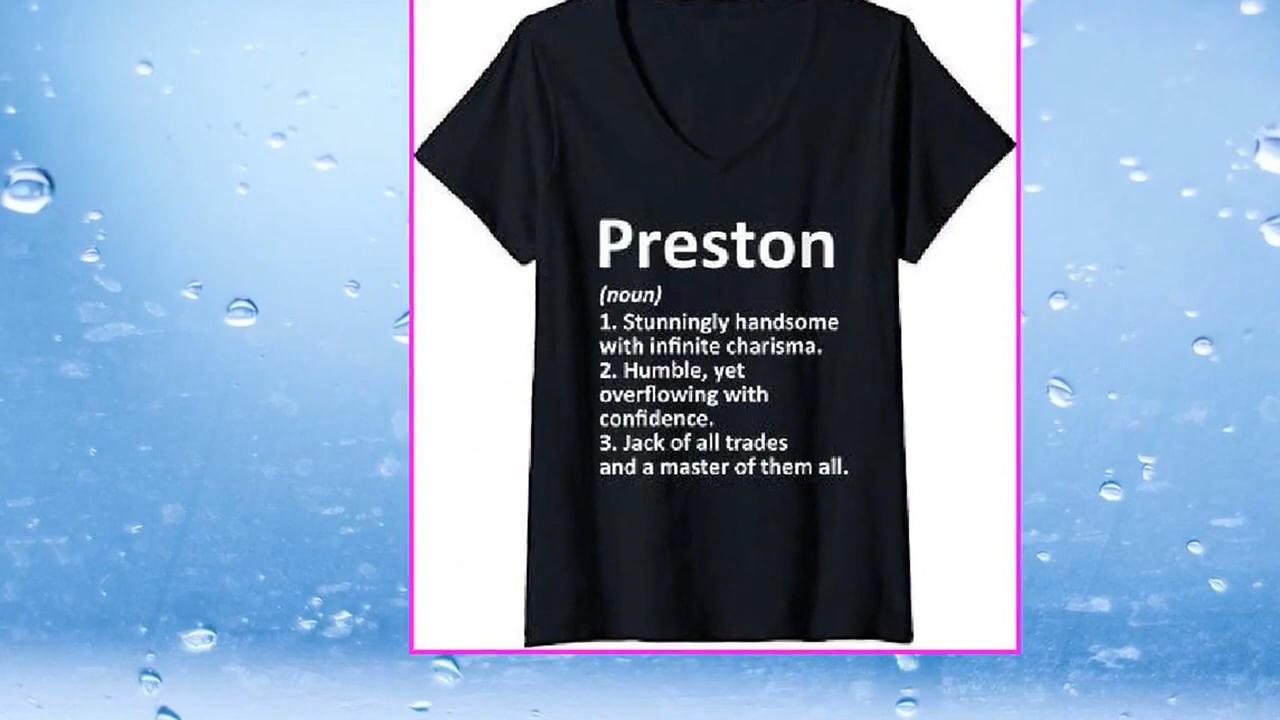 Preston
(noun)
1. Stunningly handsome
with infinite charisma.
2. Humble, yet
overflowing with
confidence.
3. Jack of all trades
and a master of them all.